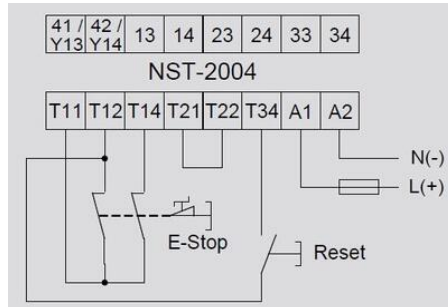 41 / Y13 42 / Y14 13 14 23 24 33 34
NST-2004
T11 T12 T14 T21 T22 T34 A1 A2
N(-)
L(+)
E-Stop
Reset